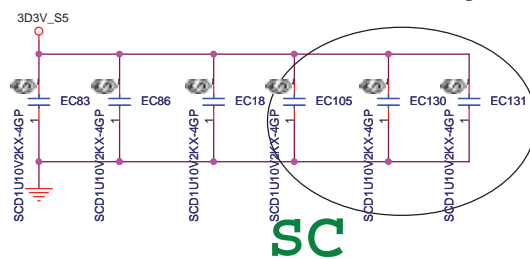 3D3V_S5
EC83
EC86
EC18
EC105
EC130
EC131
1
1
1
1
1
1
SCD1U10V2KX-4GP
SCD1U10V2KX-4GP
SCD1U10V2KX-4GP
SCD1U10V2KX-4GP
SCD1U10V2KX-4GP
SCD1U10V2KX-4GP
SC